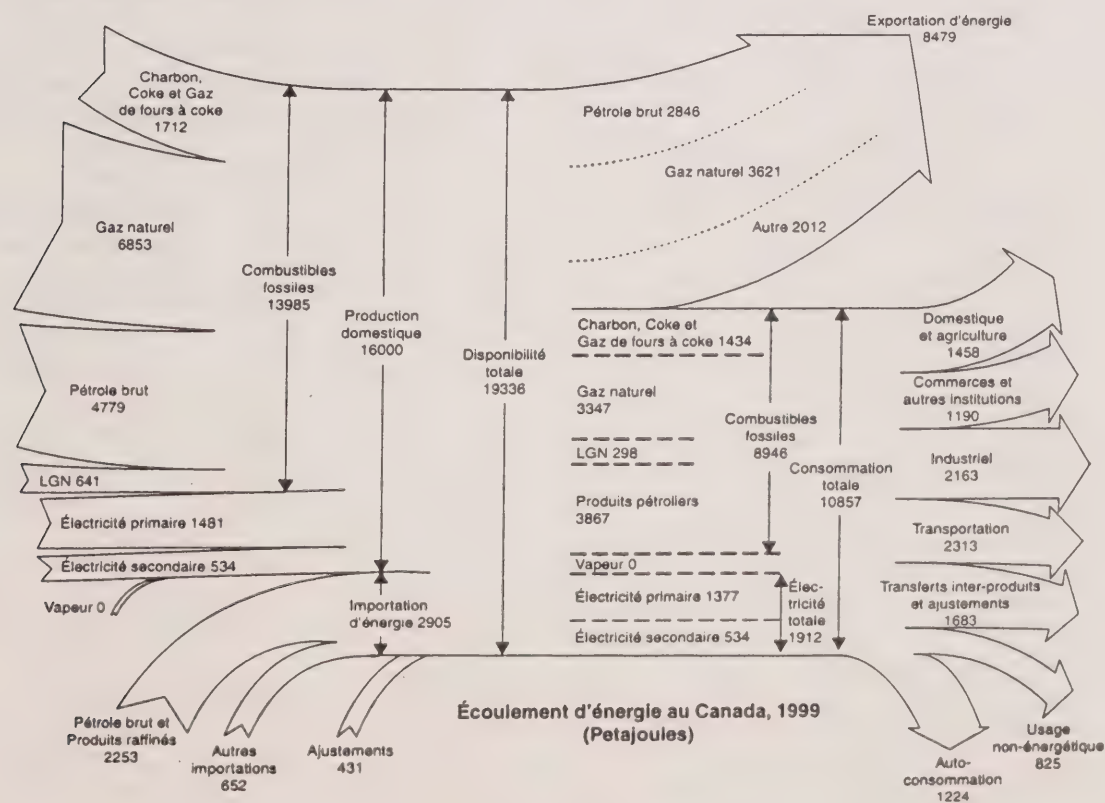 Exportation d'énergie
8479
Charbon,
Coke et Gaz
de fours à coke
1712
Pétrole brut 2846
Gaz naturel 3621
Autre 2012
Gaz naturel
6853
Combustibles
fossiles
13985
Production
domestique
16000
Disponibilité
totale
19336
Charbon, Coke et
Gaz de fours à coke 1434
Gaz naturel
3347
LGN 298
Produits pétroliers
3867
Vapeur 0
Électricité primaire 1377
Électricité secondaire 534
Combustibles
fossiles
8946
Consommation
totale
10857
Élec-
tricité
totale
1912
Domestique
et agriculture
1458
Commerces et
autres institutions
1190
Industriel
2163
Transportation
2313
Transferts inter-produits
et ajustements
1683
Pétrole brut
4779
LGN 641
Électricité primaire 1481
Électricité secondaire 534
Vapeur 0
Importation
d'énergie 2905
Pétrole brut et
Produits raffinés
2253
Autres
importations
652
Ajustements
431
Écoulement d'énergie au Canada, 1999
(Petajoules)
Usage
non-énergétique
825
Auto-
consommation
1224